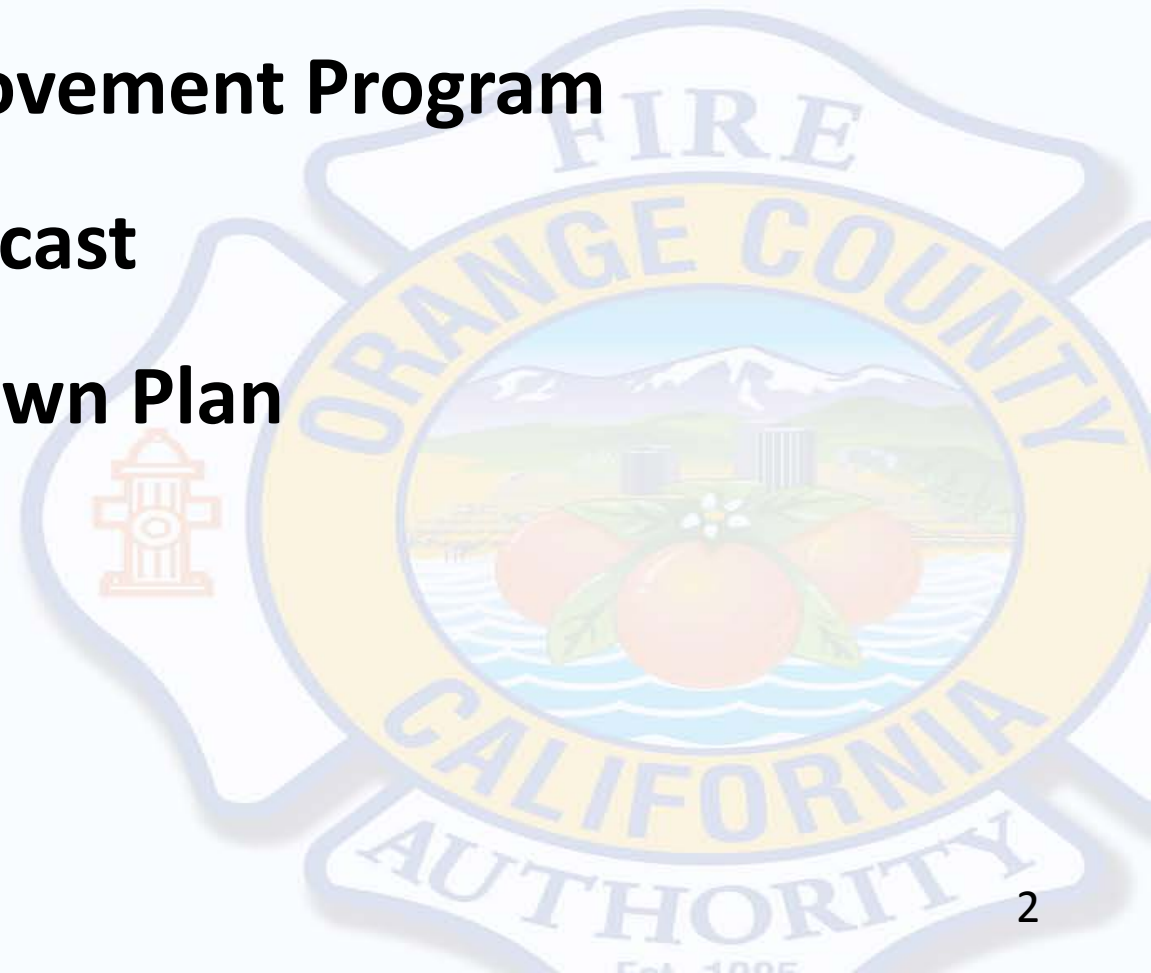 ovement Program
FIRE
cast
ORANGE COUNTY
wn Plan
CALIFORNIA
AUTHORITY
2